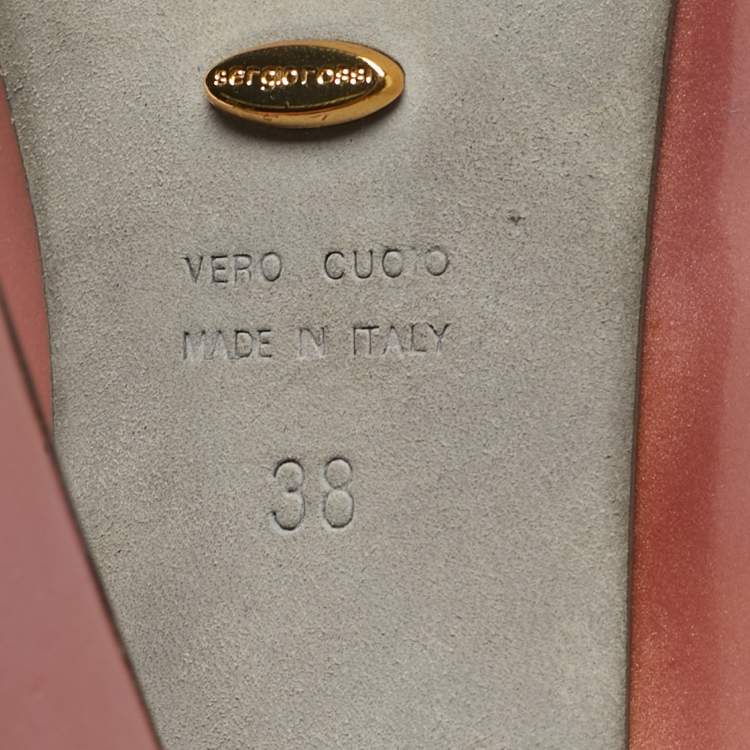 sergiorossi
VERO CUOIO
MADE IN ITALY
38